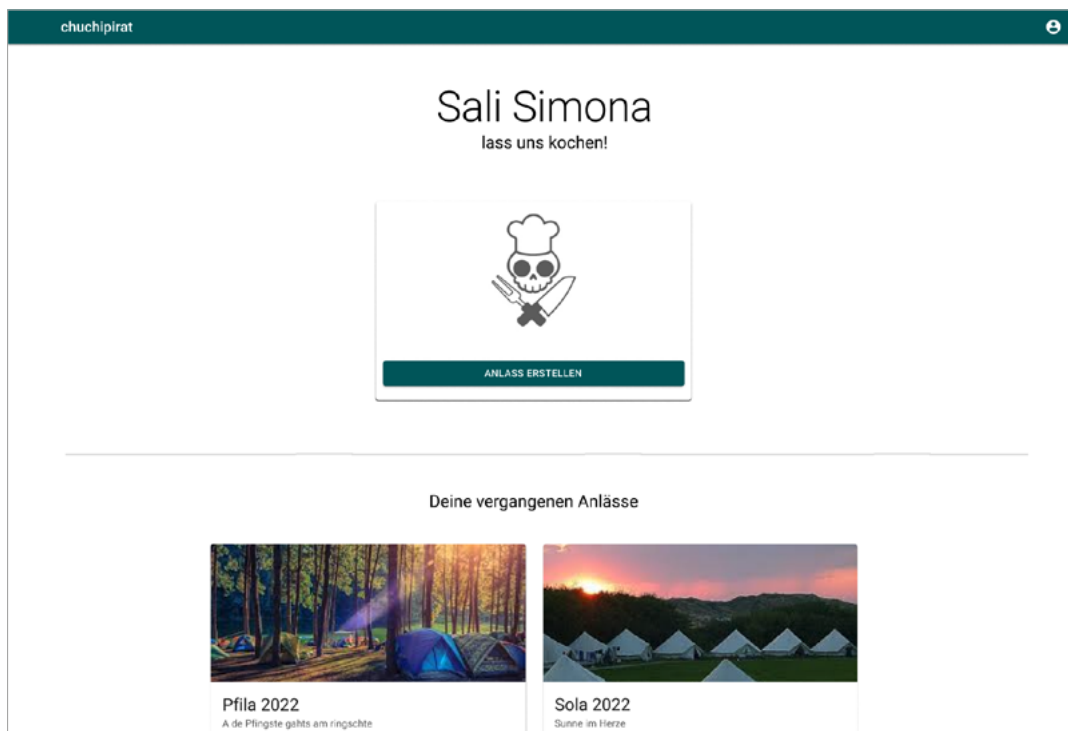 chuchipirat
Sali Simona
lass uns kochen!
ANLASS ERSTELLEN
Deine vergangenen Anlässe
Pfila 2022
A de Pfingste gahts am ringschte
Sola 2022
Sunne im Herze